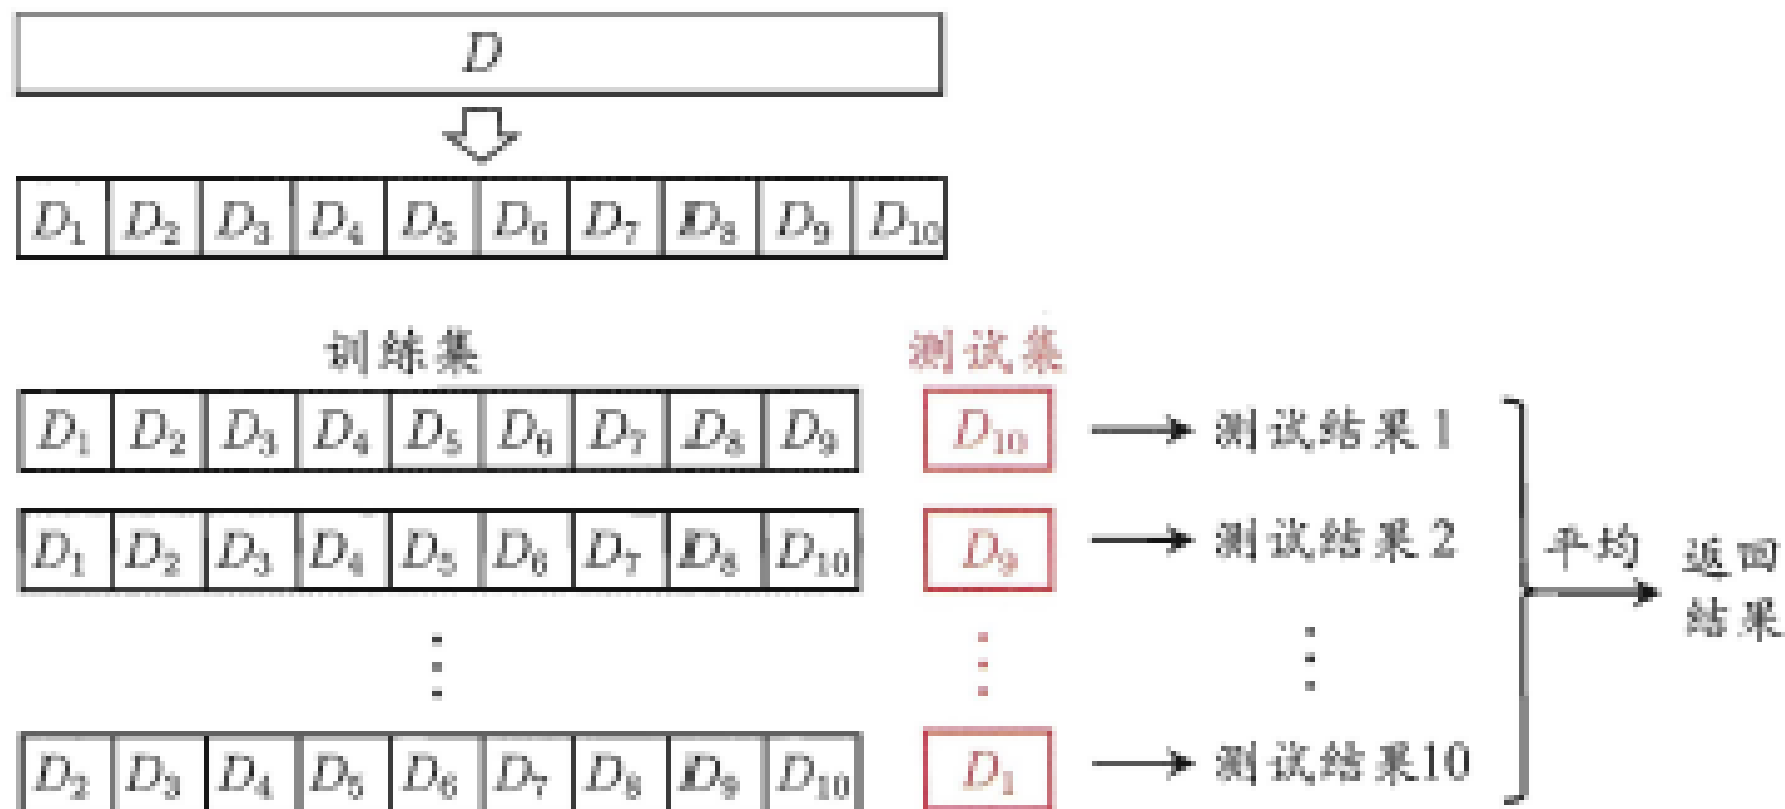 D
D₁ D₂ D₃ D₄ D₅ D₆ D₇ D₈ D₉ D₁₀
训练集 测试集
D₁ D₂ D₃ D₄ D₅ D₆ D₇ D₈ D₉ D₁₀ → 测试结果1
D₁ D₂ D₃ D₄ D₅ D₆ D₇ D₈ D₁₀ D₉ → 测试结果2
平均 返回
结果
⋮ ⋮ ⋮
D₂ D₃ D₄ D₅ D₆ D₇ D₈ D₉ D₁₀ D₁ → 测试结果10